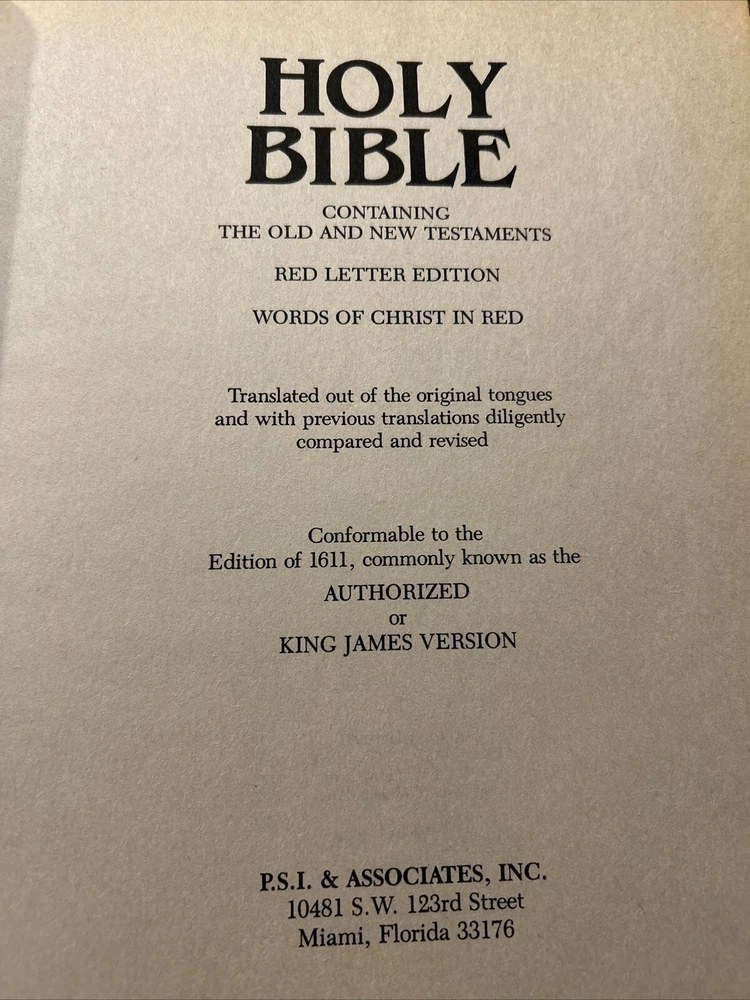 HOLY
BIBLE
CONTAINING
THE OLD AND NEW TESTAMENTS
RED LETTER EDITION
WORDS OF CHRIST IN RED
Translated out of the original tongues
and with previous translations diligently
compared and revised
Conformable to the
Edition of 1611, commonly known as the
AUTHORIZED
or
KING JAMES VERSION
P.S.I. & ASSOCIATES, INC.
10481 S.W. 123rd Street
Miami, Florida 33176